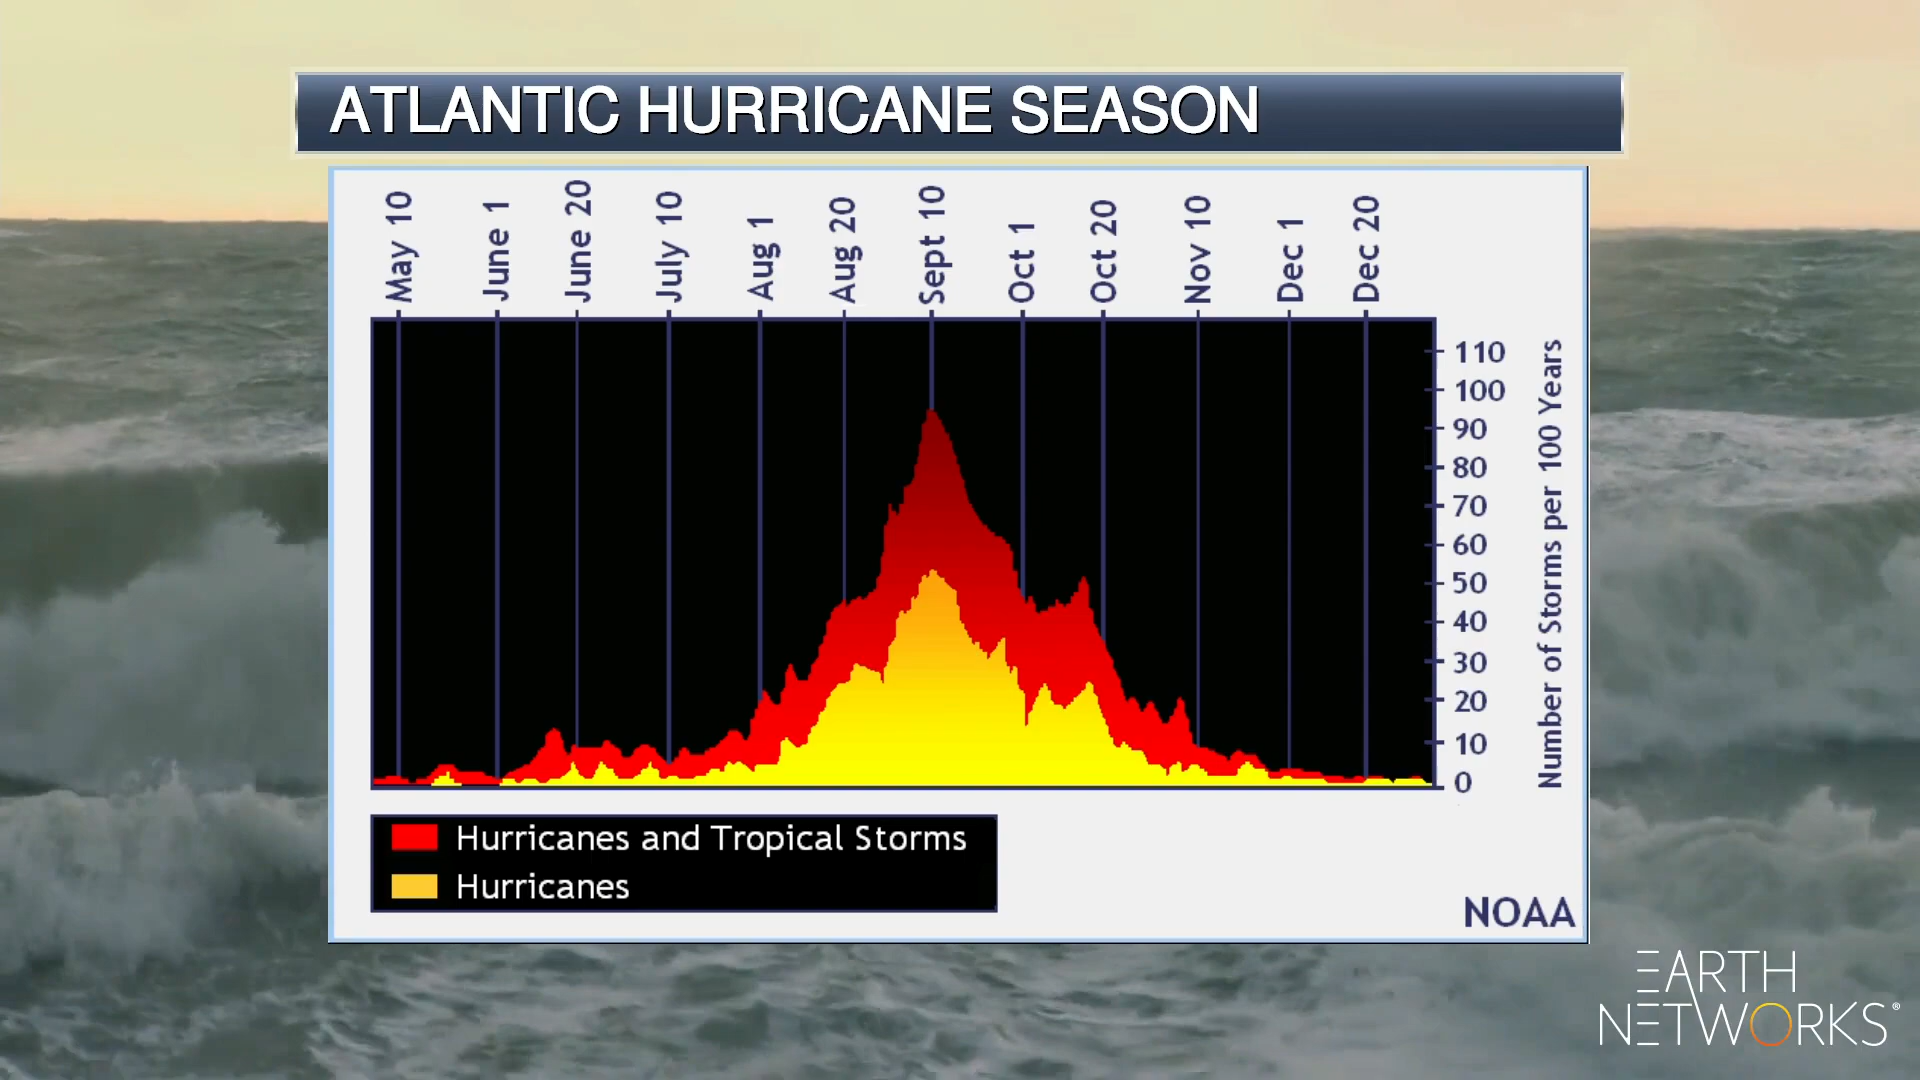 ATLANTIC HURRICANE SEASON
May 10
June 1
June 20
July 10
Aug 1
Aug 20
Sept 10
Oct 1
Oct 20
Nov 10
Dec 1
Dec 20
110
100
90
80
70
60
50
40
30
20
10
0
Number of Storms per 100 Years
Hurricanes and Tropical Storms
Hurricanes
NOAA
EARTH
NETWORKS®